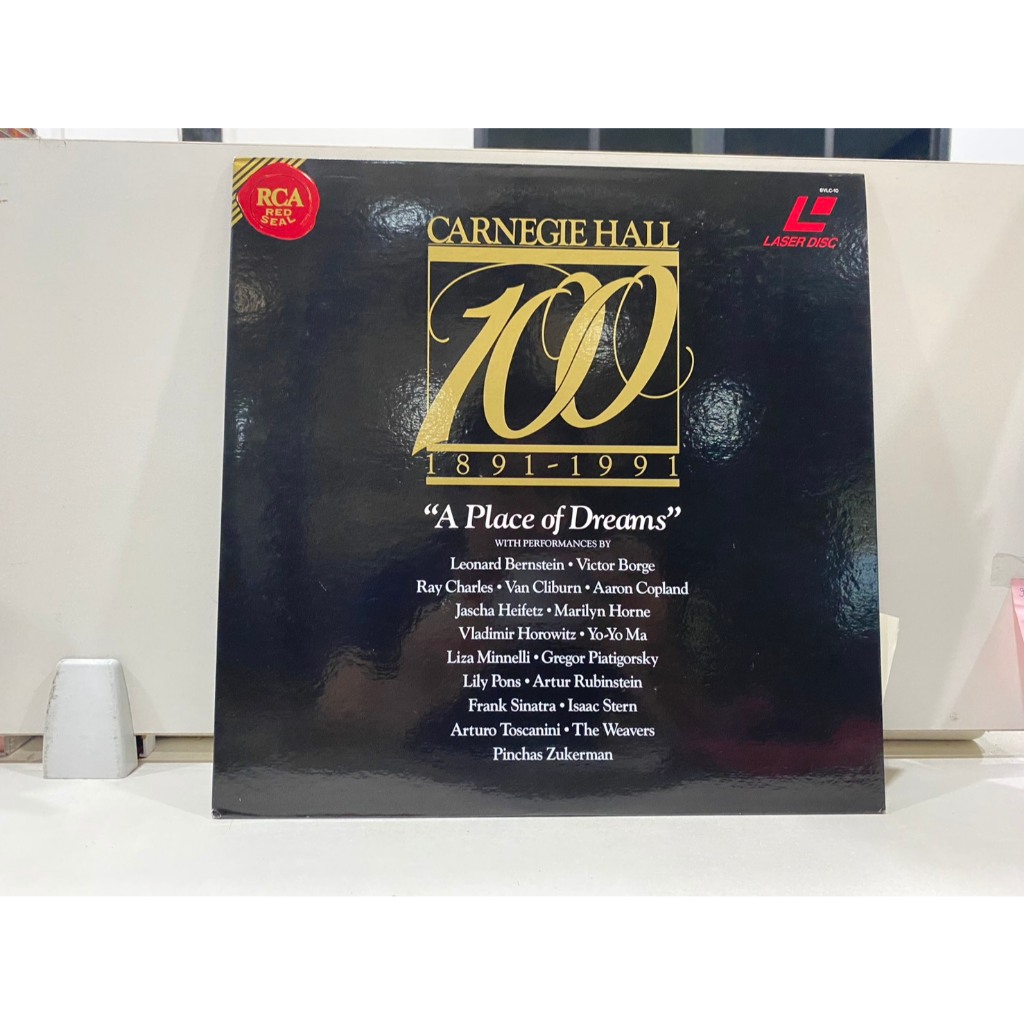 RCA
RED
SEAL
BVLC-10
LASER DISC
CARNEGIE HALL
100
1891-1991
“A Place of Dreams”
WITH PERFORMANCES BY
Leonard Bernstein • Victor Borge
Ray Charles • Van Cliburn • Aaron Copland
Jascha Heifetz • Marilyn Horne
Vladimir Horowitz • Yo-Yo Ma
Liza Minnelli • Gregor Piatigorsky
Lily Pons • Artur Rubinstein
Frank Sinatra • Isaac Stern
Arturo Toscanini • The Weavers
Pinchas Zukerman